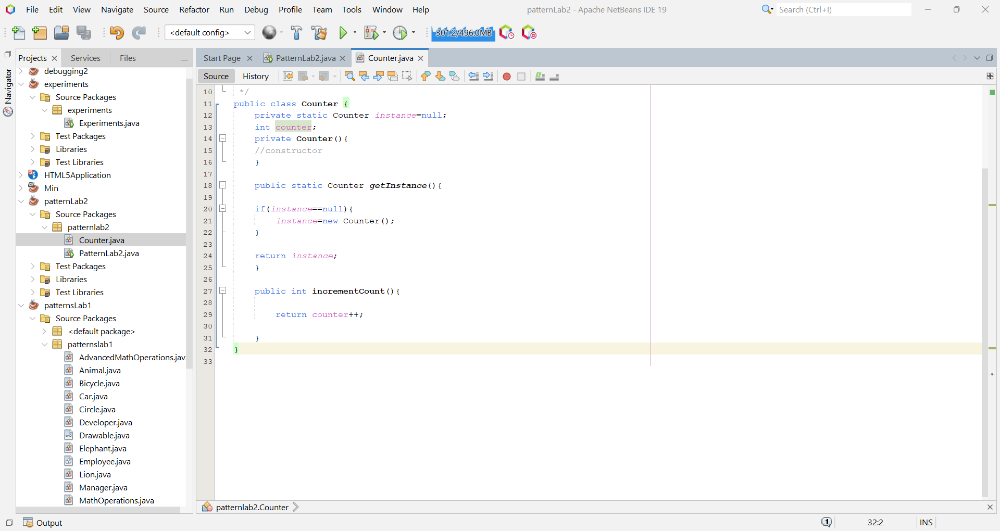 File Edit View Navigate Source Refactor Run Debug Profile Team Tools Window Help
patternLab2 - Apache NetBeans IDE 19
Search (Ctrl+I)
<default config>
301.2/496.0MB
Projects
Services
Files
Navigator
debugging2
experiments
Source Packages
experiments
Experiments.java
Test Packages
Libraries
Test Libraries
HTML5Application
Min
patternLab2
Source Packages
patternlab2
Counter.java
PatternLab2.java
Test Packages
Libraries
Test Libraries
patternsLab1
Source Packages
<default package>
patternslab1
AdvancedMathOperations.jav
Animal.java
Bicycle.java
Car.java
Circle.java
Developer.java
Drawable.java
Elephant.java
Employee.java
Lion.java
Manager.java
MathOperations.java
Start Page PatternLab2.java Counter.java
Source History
10 */
11 public class Counter {
12 private static Counter instance=null;
13 int counter;
14 private Counter(){
15 //constructor
16 }
17
18 public static Counter getInstance(){
19
20 if(instance==null){
21 instance=new Counter();
22 }
23
24 return instance;
25 }
26
27 public int incrementCount(){
28
29 return counter++;
30
31 }
32 }
33
patternlab2.Counter
Output
1
32:2
INS